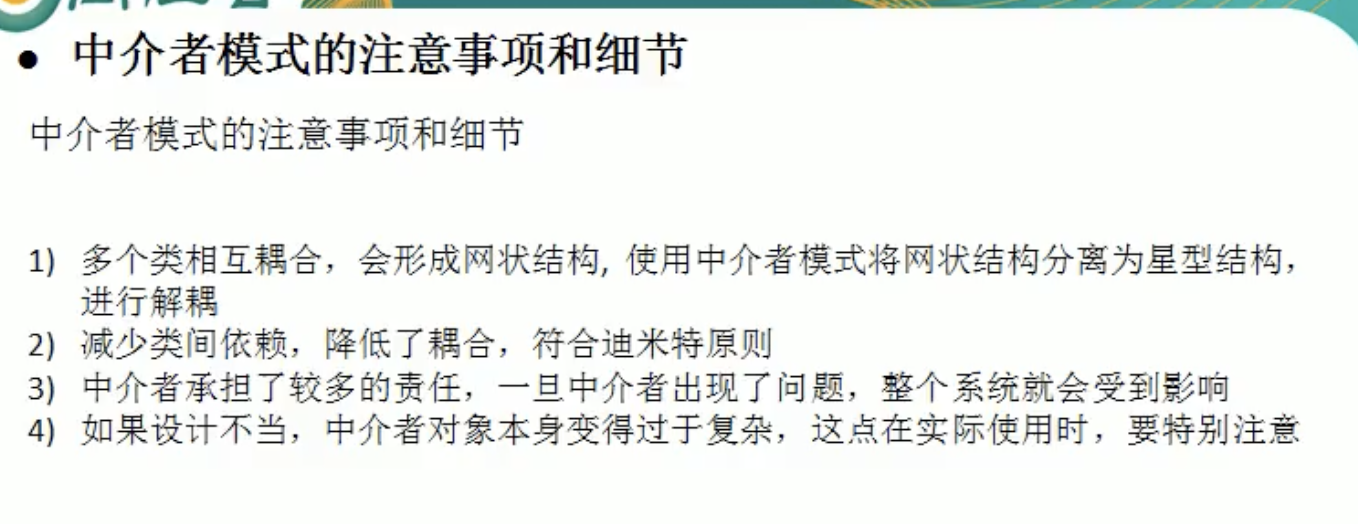 ● 中介者模式的注意事项和细节
中介者模式的注意事项和细节
1) 多个类相互耦合，会形成网状结构, 使用中介者模式将网状结构分离为星型结构，
进行解耦
2) 减少类间依赖，降低了耦合，符合迪米特原则
3) 中介者承担了较多的责任，一旦中介者出现了问题，整个系统就会受到影响
4) 如果设计不当，中介者对象本身变得过于复杂，这点在实际使用时，要特别注意